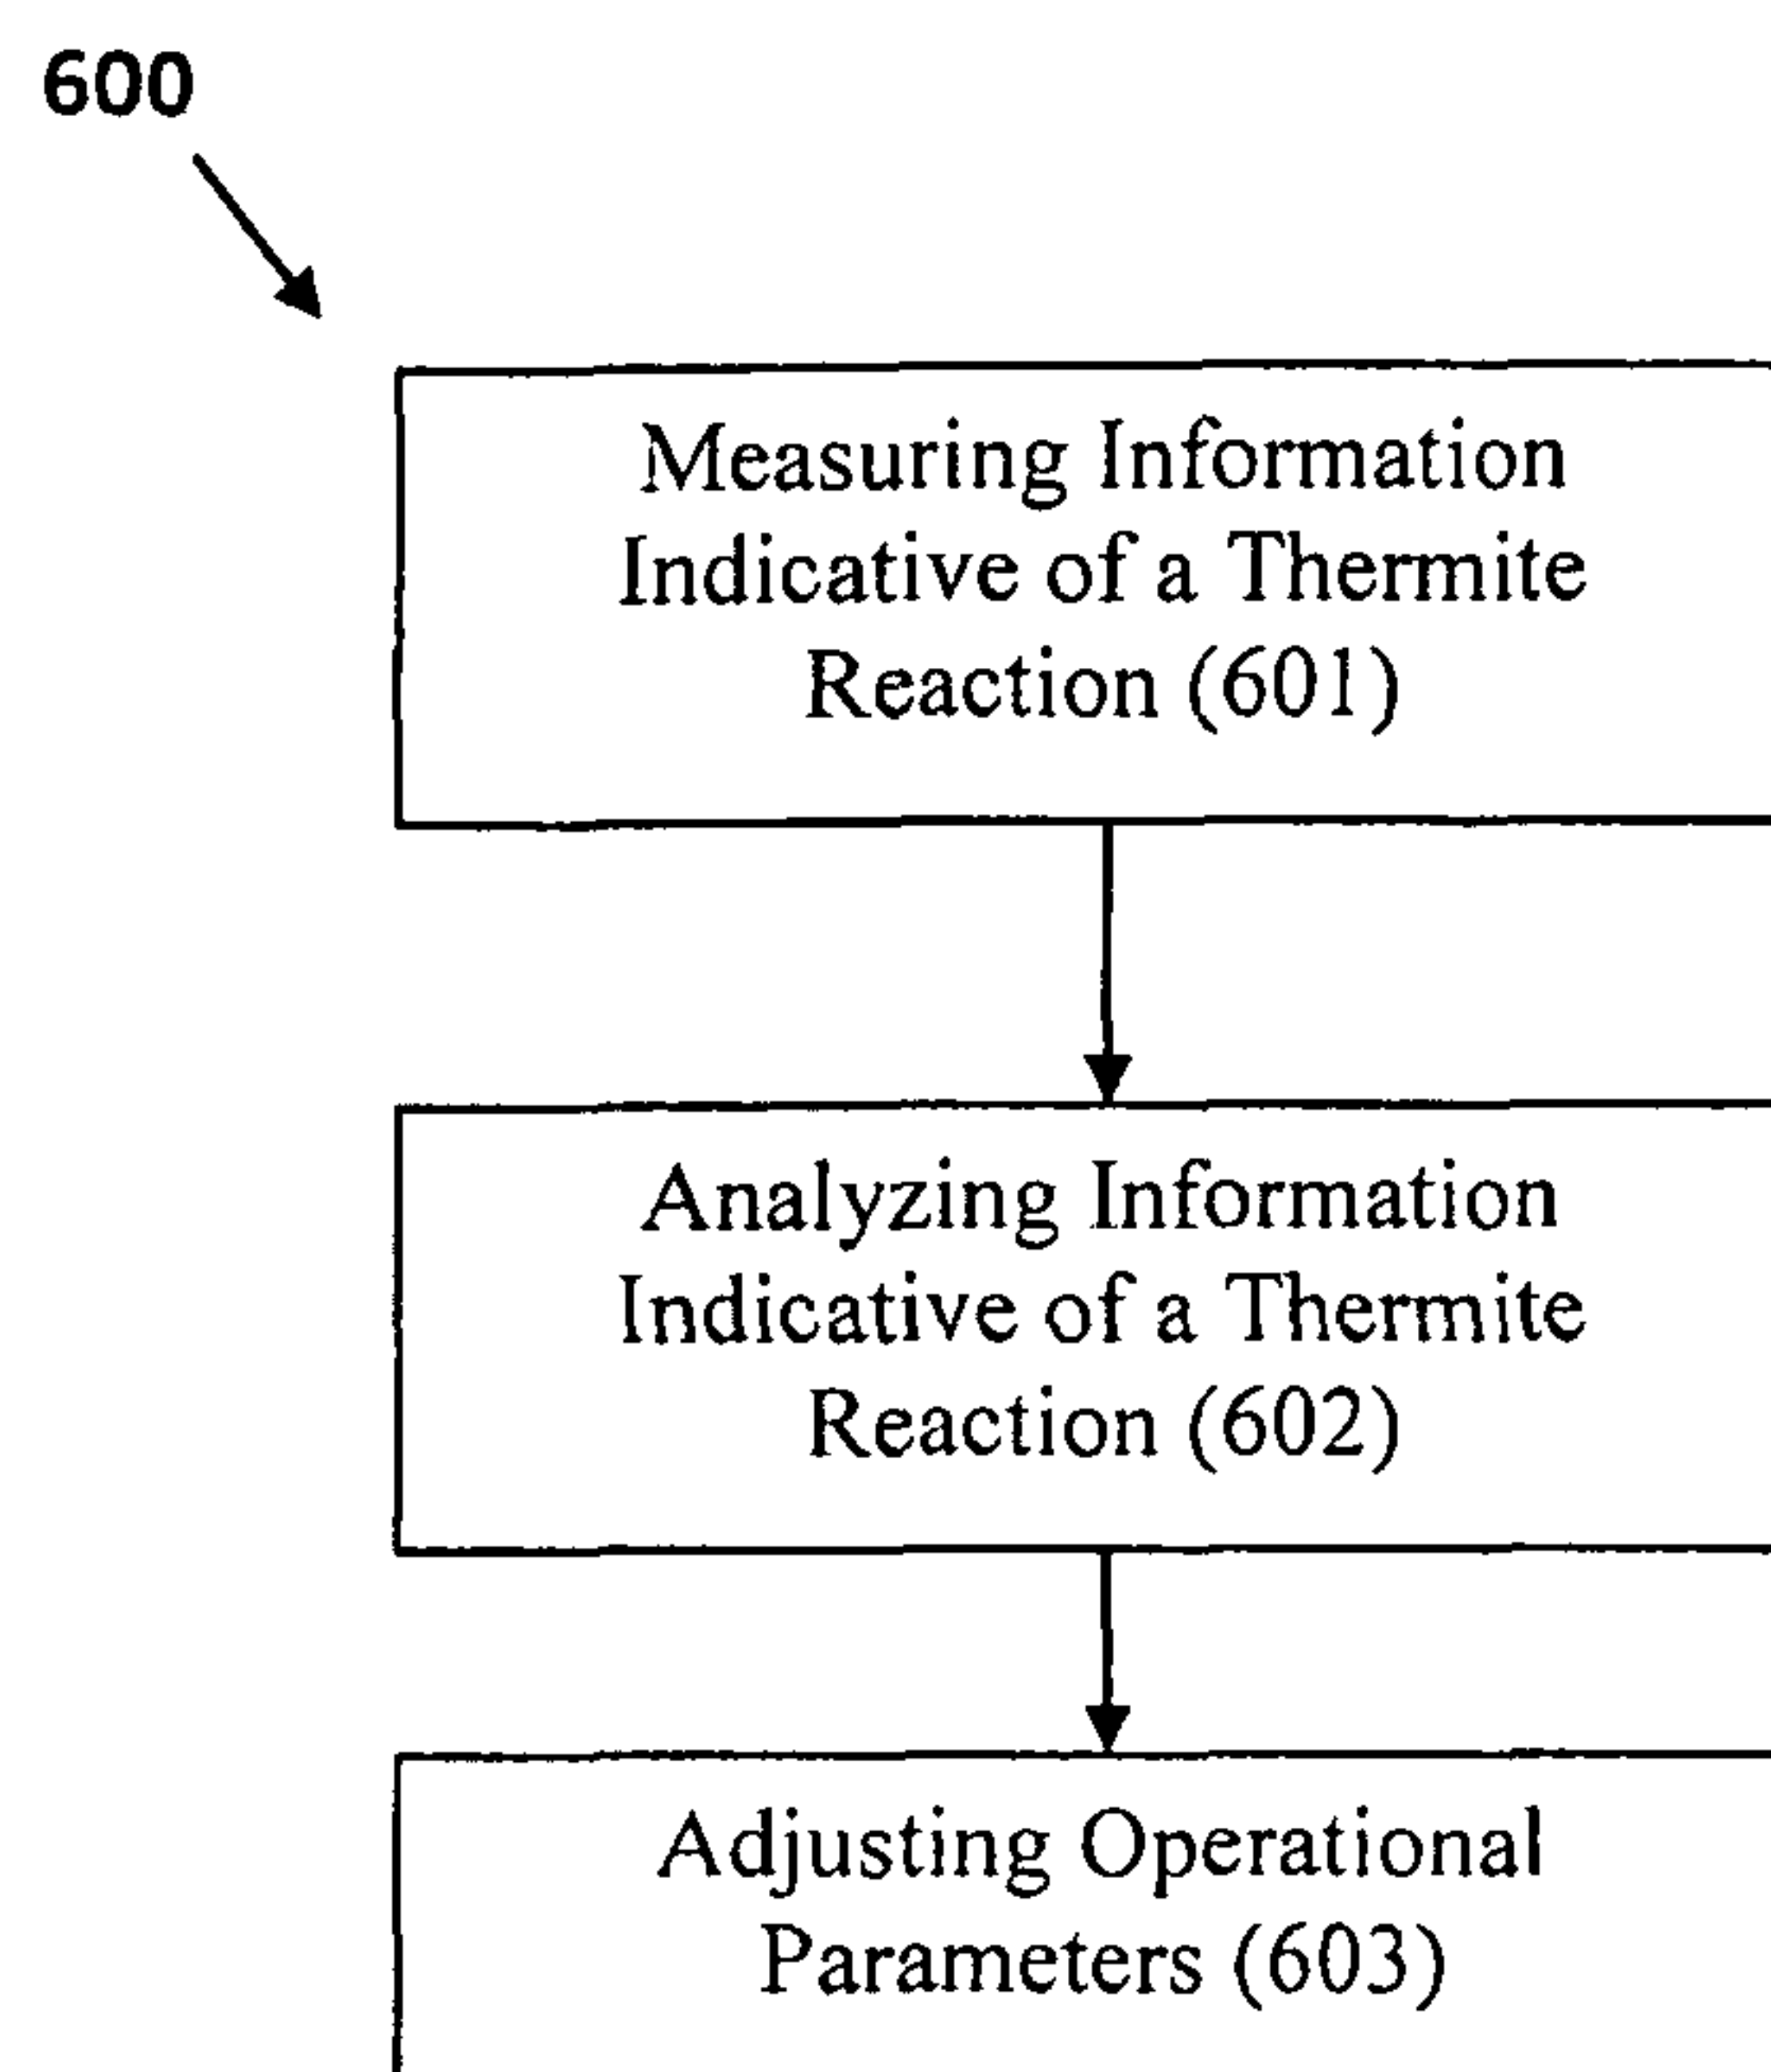 600
Measuring Information
Indicative of a Thermite
Reaction (601)
Analyzing Information
Indicative of a Thermite
Reaction (602)
Adjusting Operational
Parameters (603)